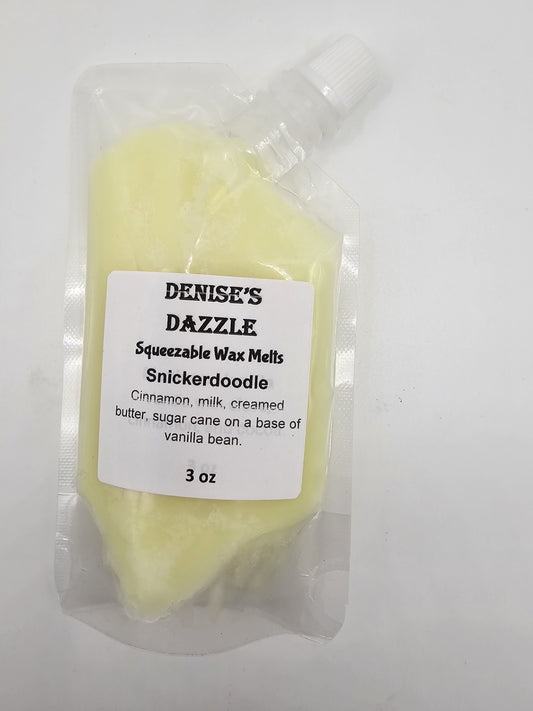 DENISE'S
DAZZLE
Squeezable Wax Melts
Snickerdoodle
Cinnamon, milk, creamed
butter, sugar cane on a base of
vanilla bean.
3 oz